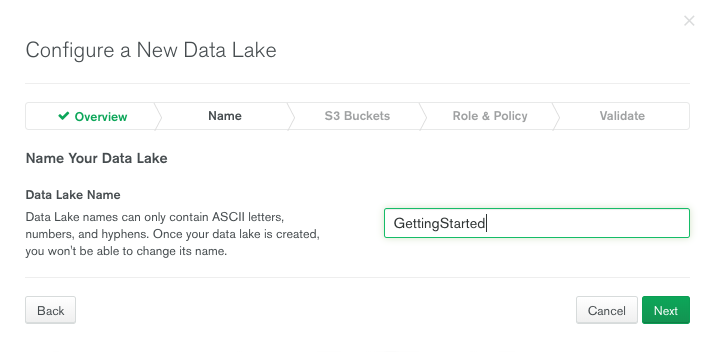 Configure a New Data Lake
Overview
Name
S3 Buckets
Role & Policy
Validate
Name Your Data Lake
Data Lake Name
Data Lake names can only contain ASCII letters,
numbers, and hyphens. Once your data lake is created,
you won't be able to change its name.
GettingStarted
Back
Cancel
Next